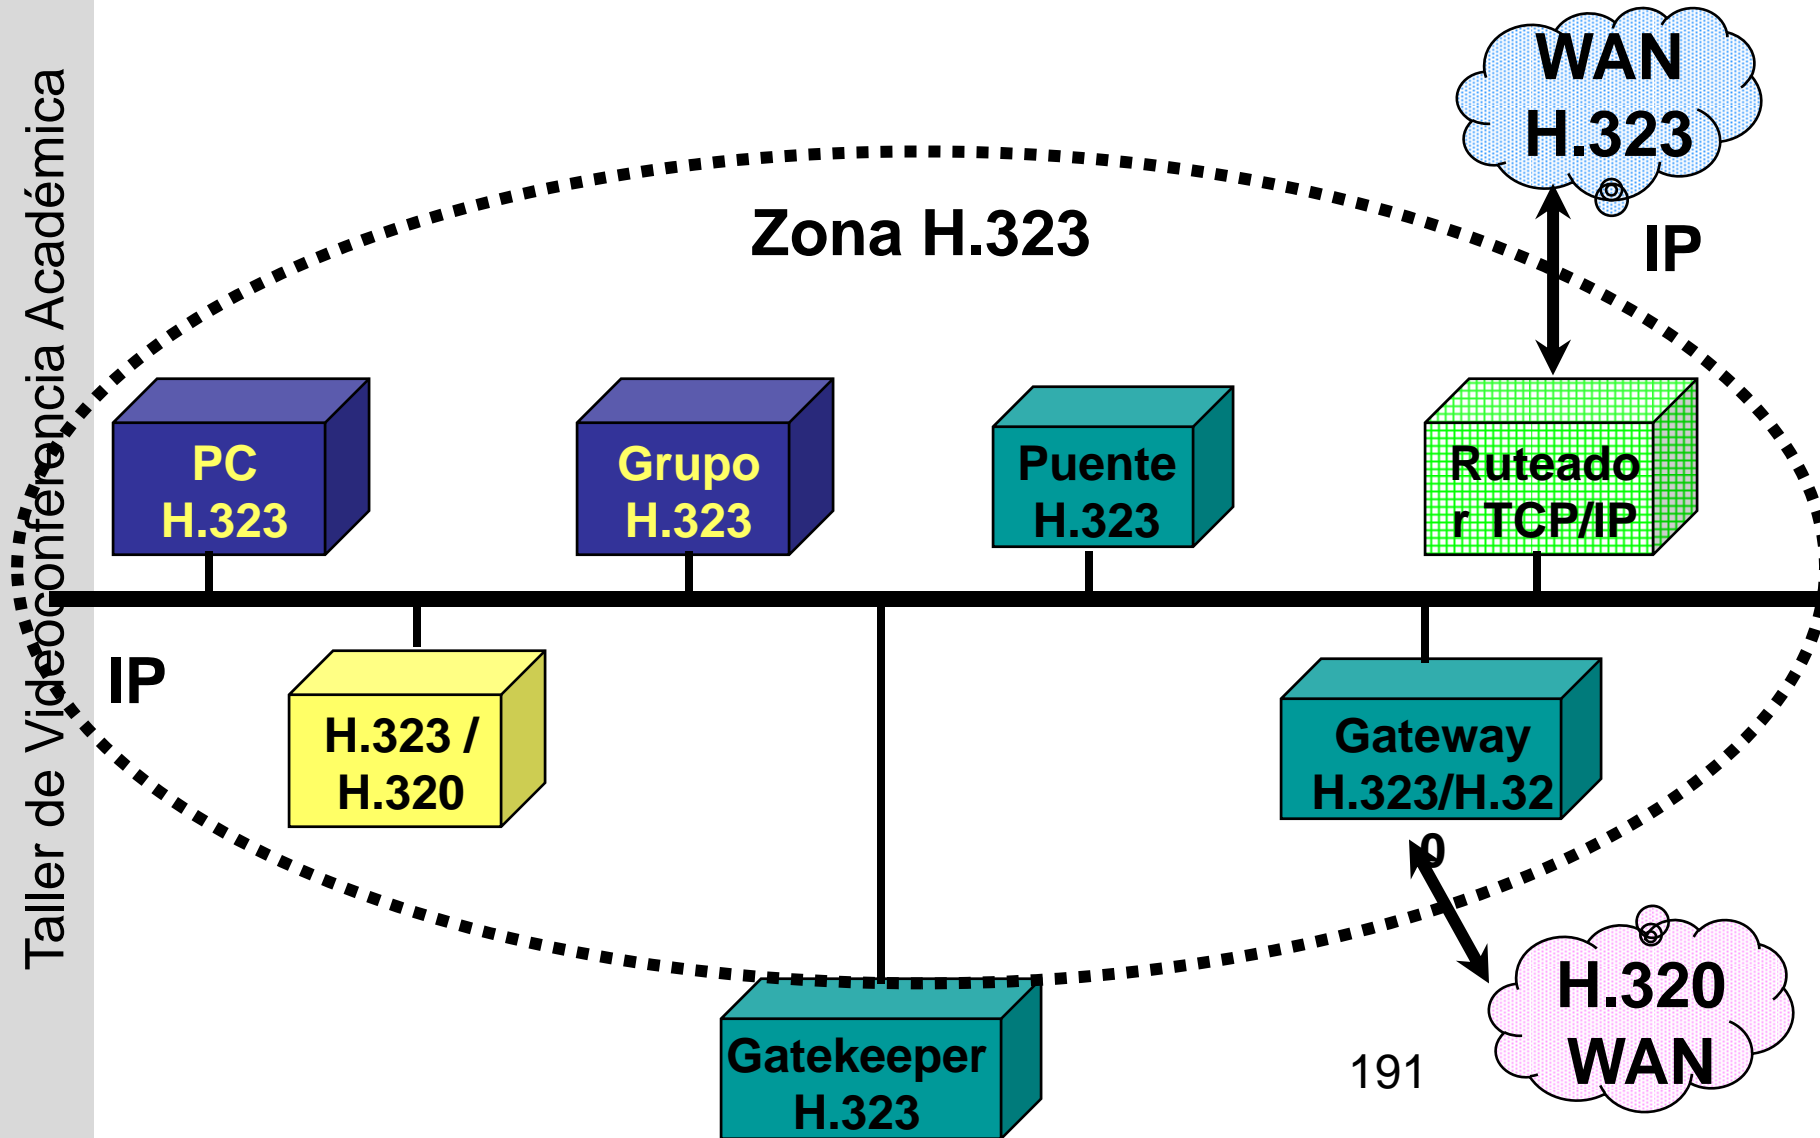 Taller de Videoconferencia Académica
WAN
H.323
Zona H.323
IP
PC
H.323
Grupo
H.323
Puente
H.323
Ruteado
r TCP/IP
IP
H.323 /
H.320
Gateway
H.323/H.32
0
Gatekeeper
H.323
H.320
WAN
191